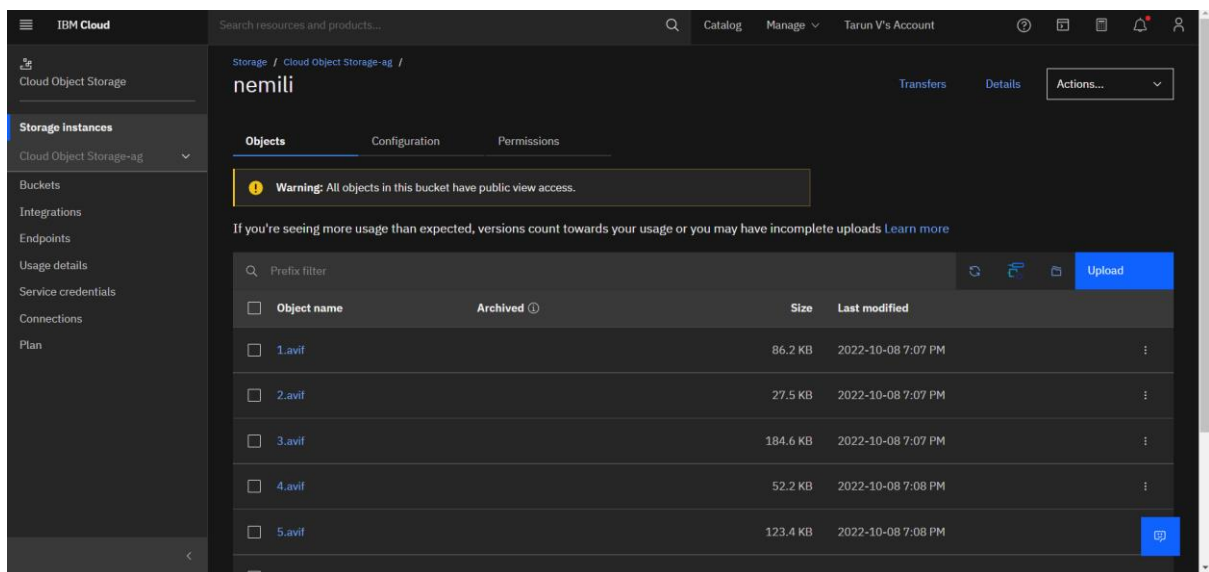 IBM Cloud
Search resources and products...
Catalog
Manage
Tarun V's Account
Cloud Object Storage
Storage instances
Cloud Object Storage-ag
Buckets
Integrations
Endpoints
Usage details
Service credentials
Connections
Plan
Storage / Cloud Object Storage-ag /
nemili
Transfers
Details
Actions...
Objects
Configuration
Permissions
Warning: All objects in this bucket have public view access.
If you're seeing more usage than expected, versions count towards your usage or you may have incomplete uploads Learn more
Prefix filter
Upload
Object name Archived Size Last modified
1.avif 86.2 KB 2022-10-08 7:07 PM
2.avif 27.5 KB 2022-10-08 7:07 PM
3.avif 184.6 KB 2022-10-08 7:07 PM
4.avif 52.2 KB 2022-10-08 7:08 PM
5.avif 123.4 KB 2022-10-08 7:08 PM